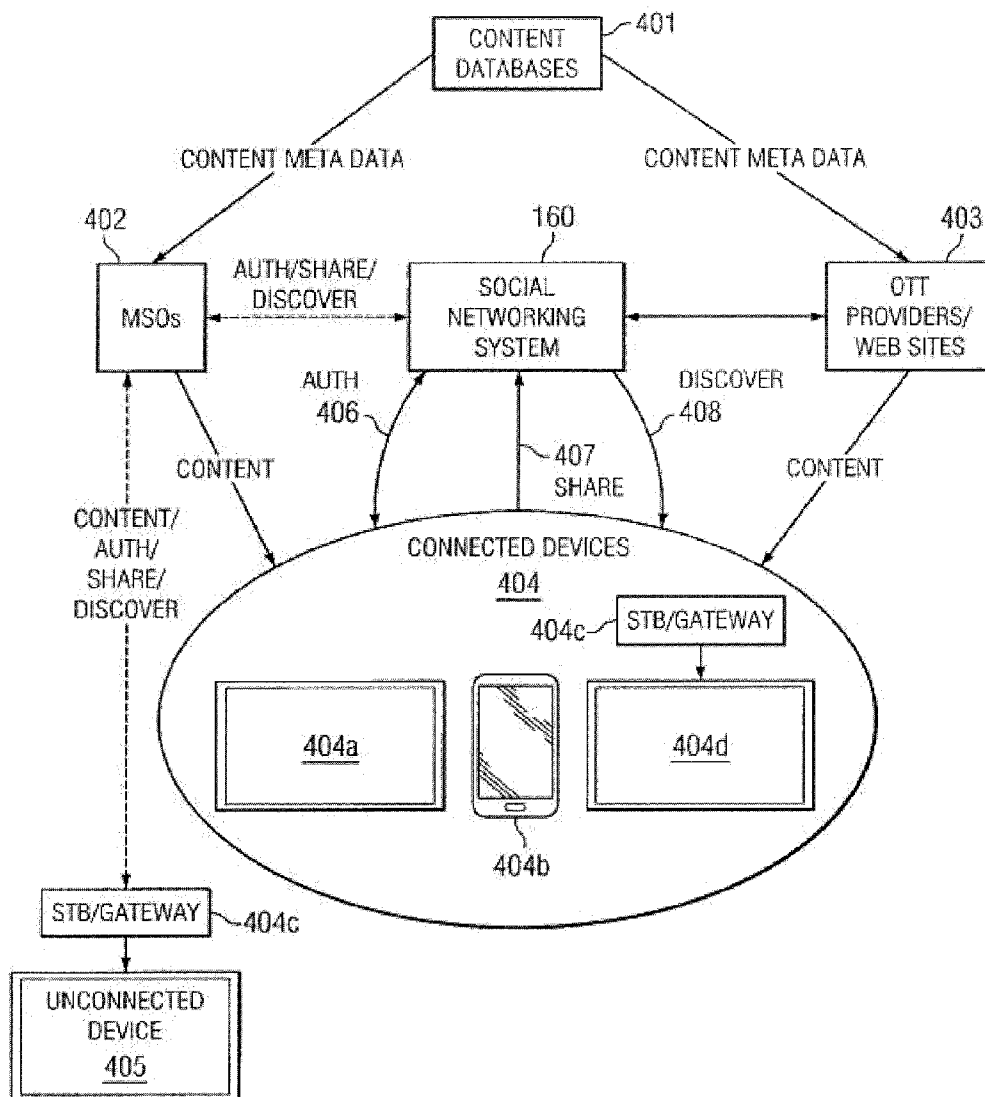 CONTENT
DATABASES
401
CONTENT META DATA
CONTENT META DATA
402
160
403
MSOs
AUTH/SHARE/
DISCOVER
SOCIAL
NETWORKING
SYSTEM
OTT
PROVIDERS/
WEB SITES
AUTH
406
DISCOVER
408
407
SHARE
CONTENT
CONTENT
CONTENT/
AUTH/
SHARE/
DISCOVER
CONNECTED DEVICES
404
404c
STB/GATEWAY
404a
404b
404d
STB/GATEWAY
404c
UNCONNECTED
DEVICE
405